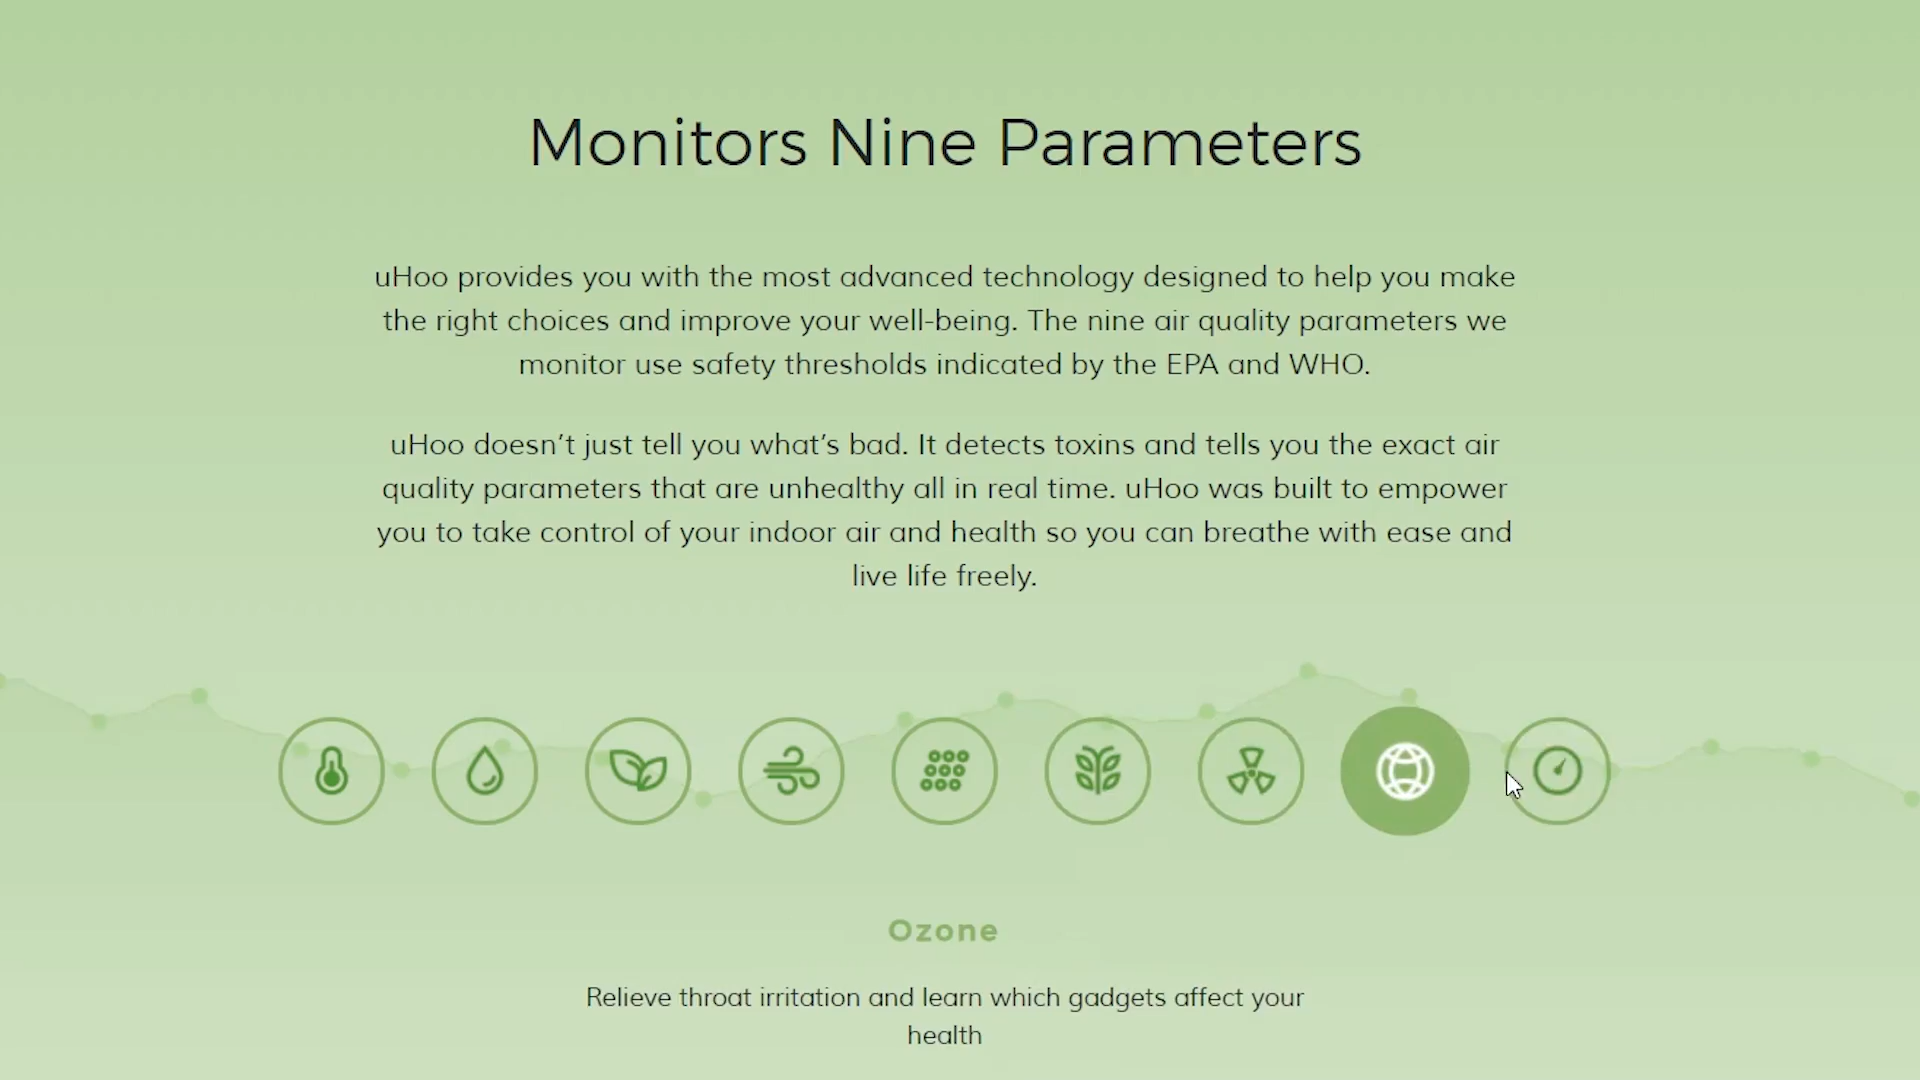 Monitors Nine Parameters
uHoo provides you with the most advanced technology designed to help you make
the right choices and improve your well-being. The nine air quality parameters we
monitor use safety thresholds indicated by the EPA and WHO.
uHoo doesn’t just tell you what’s bad. It detects toxins and tells you the exact air
quality parameters that are unhealthy all in real time. uHoo was built to empower
you to take control of your indoor air and health so you can breathe with ease and
live life freely.
Ozone
Relieve throat irritation and learn which gadgets affect your
health